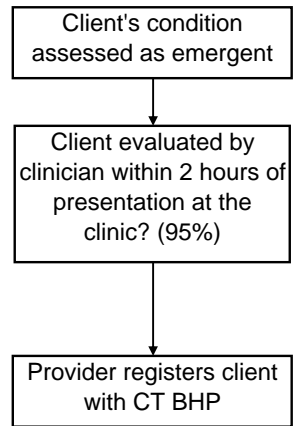 Client's condition
assessed as emergent
Client evaluated by
clinician within 2 hours of
presentation at the
clinic? (95%)
Provider registers client
with CT BHP